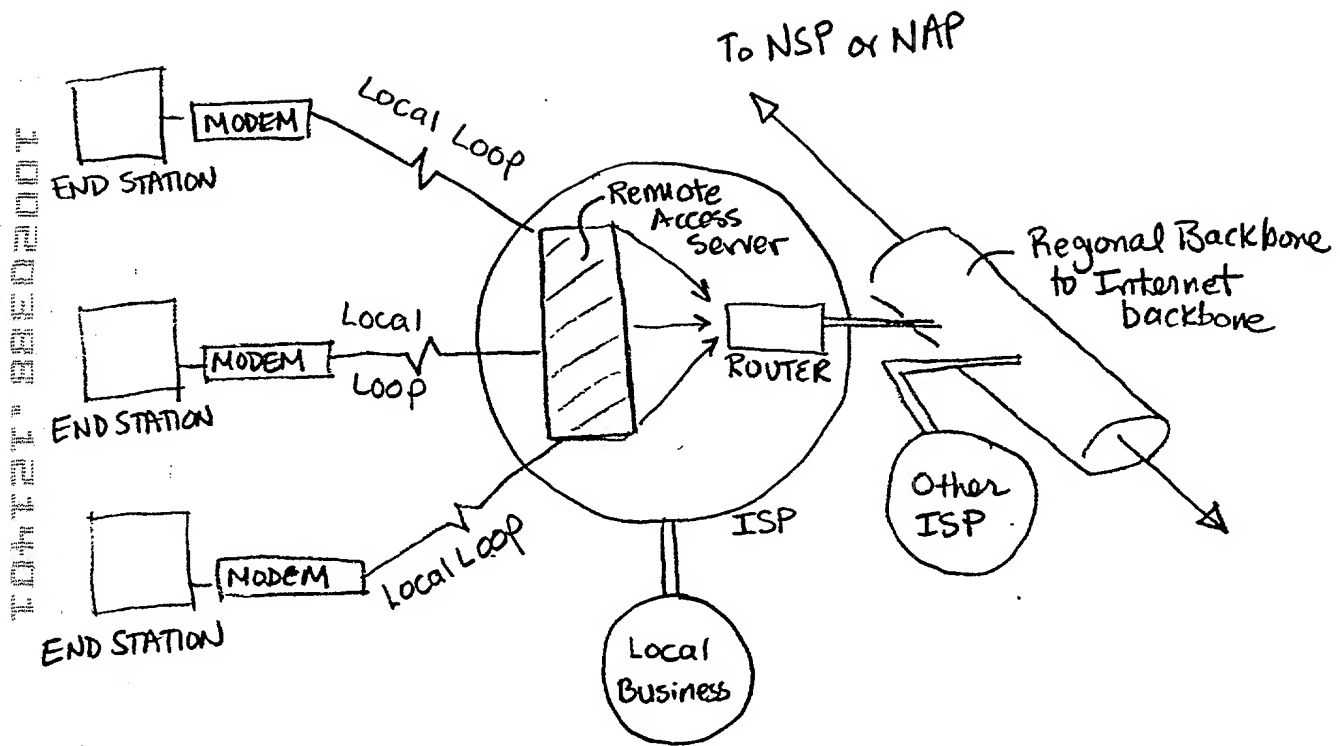 To NSP or NAP
MODEM
Local Loop
END STATION
Remote
Access
Server
Regional Backbone
to Internet
backbone
Local
Loop
MODEM
END STATION
ROUTER
Other
ISP
ISP
Local Loop
MODEM
END STATION
Local
Business